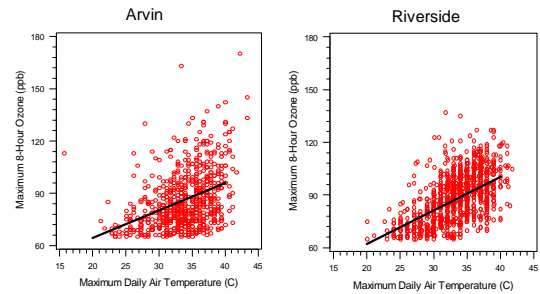 Arvin
180
150
120
90
60
Maximum 8-Hour Ozone (ppb)
15 20 25 30 35 40 45
Maximum Daily Air Temperature (C)
Riverside
180
150
120
90
60
Maximum 8-Hour Ozone (ppb)
15 20 25 30 35 40 45
Maximum Daily Air Temperature (C)